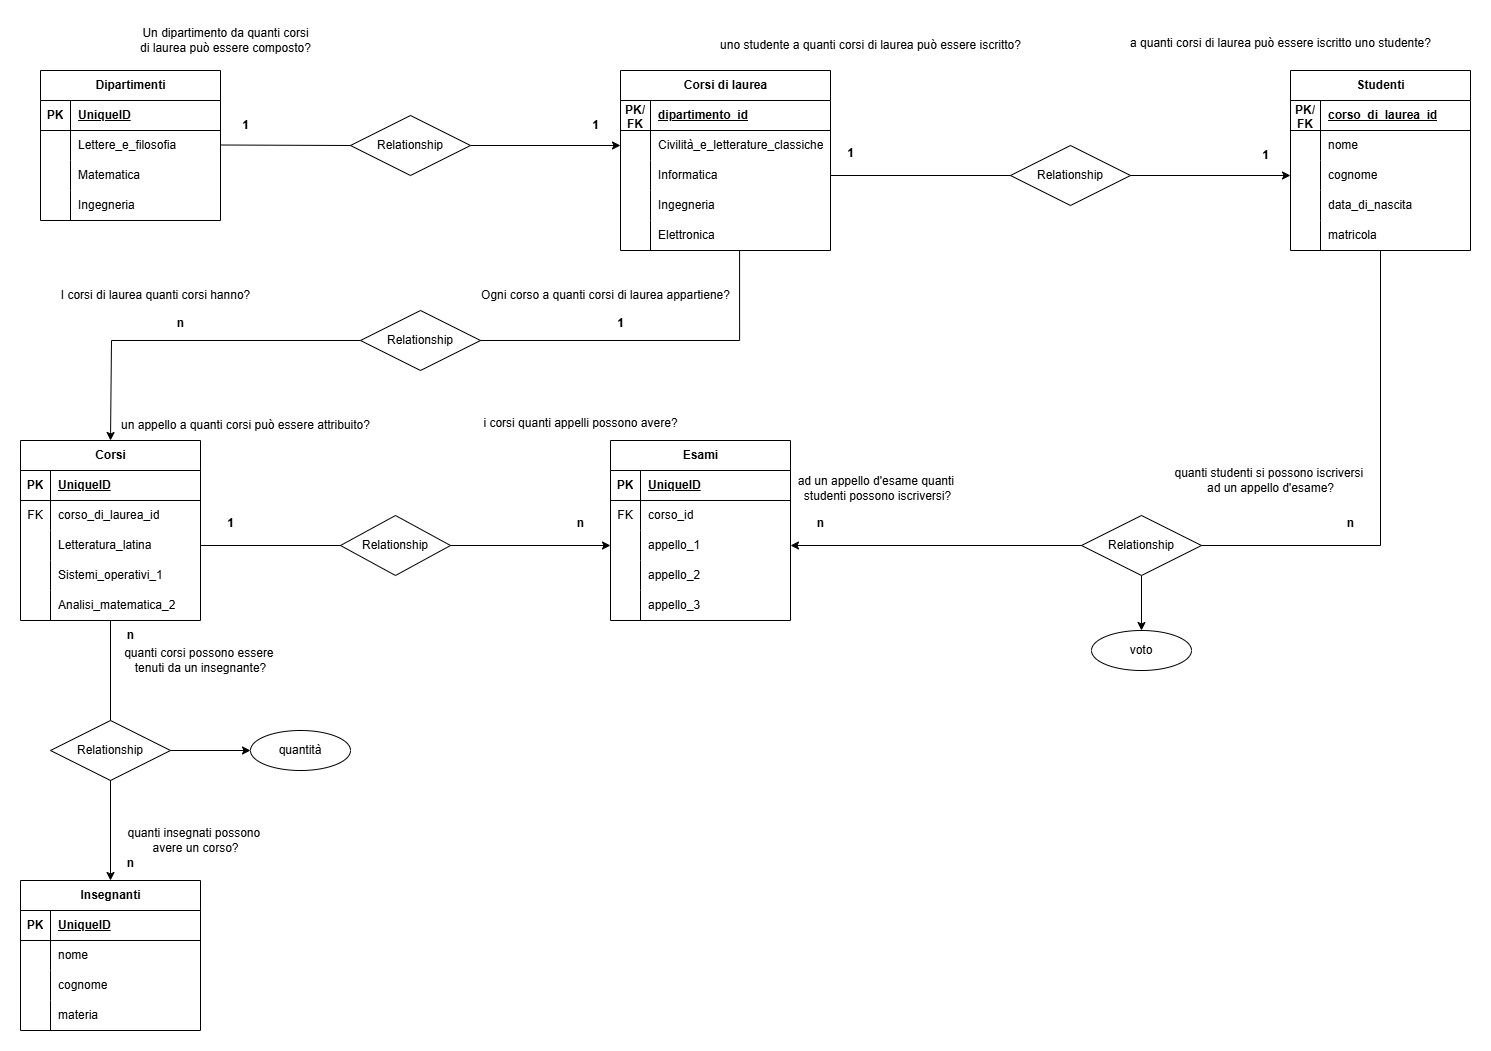 Un dipartimento da quanti corsi
di laurea può essere composto?
uno studente a quanti corsi di laurea può essere iscritto?
a quanti corsi di laurea può essere iscritto uno studente?
Dipartimenti
PK UniqueID
Lettere_e_filosofia
Matematica
Ingegneria
1
Relationship
1
Corsi di laurea
PK/
FK dipartimento_id
Civilità_e_letterature_classiche
Informatica
Ingegneria
Elettronica
1
Relationship
1
Studenti
PK/
FK corso_di_laurea_id
nome
cognome
data_di_nascita
matricola
I corsi di laurea quanti corsi hanno?
Ogni corso a quanti corsi di laurea appartiene?
n
Relationship
1
un appello a quanti corsi può essere attribuito?
i corsi quanti appelli possono avere?
Corsi
PK UniqueID
FK corso_di_laurea_id
Letteratura_latina
Sistemi_operativi_1
Analisi_matematica_2
1
Relationship
n
Esami
PK UniqueID
FK corso_id
appello_1
appello_2
appello_3
ad un appello d'esame quanti
studenti possono iscriversi?
n
Relationship
quanti studenti si possono iscriversi
ad un appello d'esame?
n
voto
n
quanti corsi possono essere
tenuti da un insegnante?
Relationship
quantità
quanti insegnati possono
avere un corso?
n
Insegnanti
PK UniqueID
nome
cognome
materia